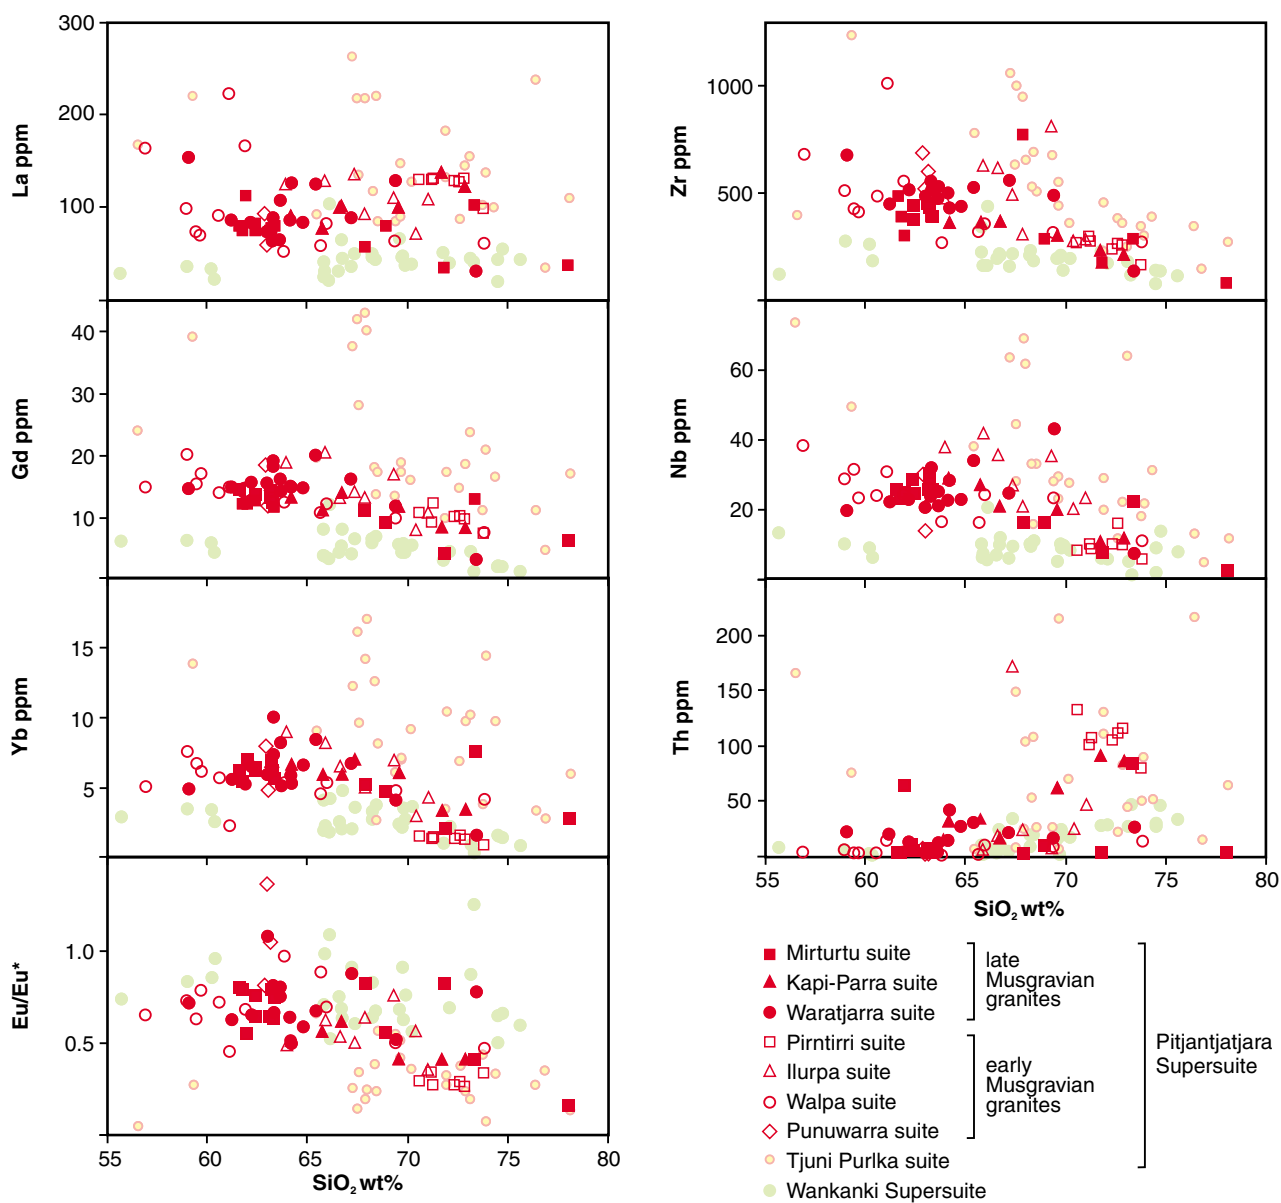 300
200
100
La ppm
40
30
20
10
Gd ppm
15
10
5
Yb ppm
1.0
0.5
Eu/Eu*
55
60
65
70
75
80
SiO₂ wt%
1000
500
Zr ppm
60
40
20
Nb ppm
200
150
100
50
Th ppm
55
60
65
70
75
80
SiO₂ wt%
Mirturtu suite
Kapi-Parra suite
Waratjarra suite
late
Musgravian
granites
Pirntirri suite
Ilurpa suite
Walpa suite
Punuwarra suite
early
Musgravian
granites
Tjuni Purlka suite
Pitjantjatjara
Supersuite
Wankanki Supersuite